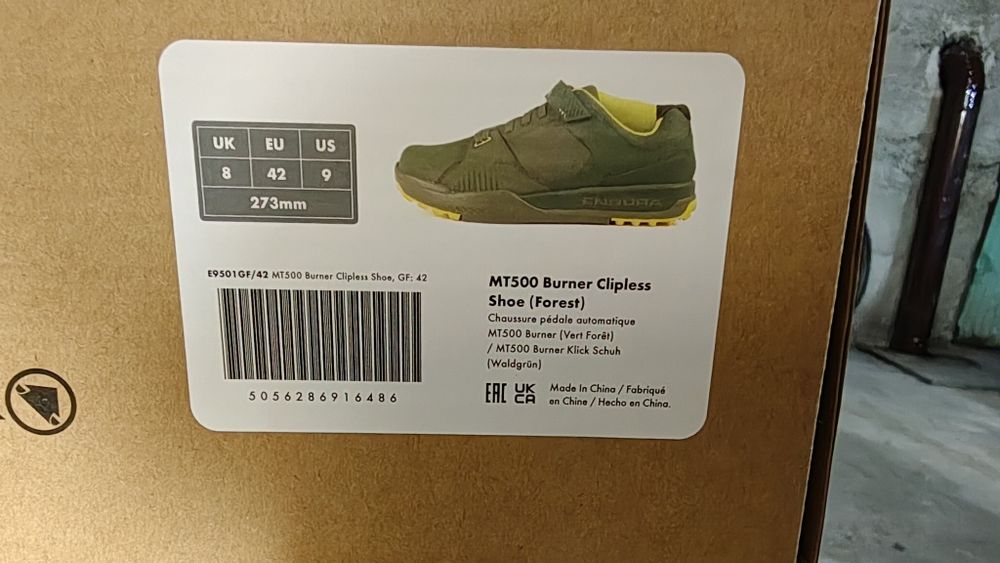 UK EU US
8 42 9
273mm
ENDURA
E9501GF/42 MT500 Burner Clipless Shoe, GF: 42
5056286916486
MT500 Burner Clipless
Shoe (Forest)
Chaussure pédale automatique
MT500 Burner (Vert Forêt)
/ MT500 Burner Klick Schuh
(Waldgrün)
EAC UK
CA
Made In China / Fabriqué
en Chine / Hecho en China.